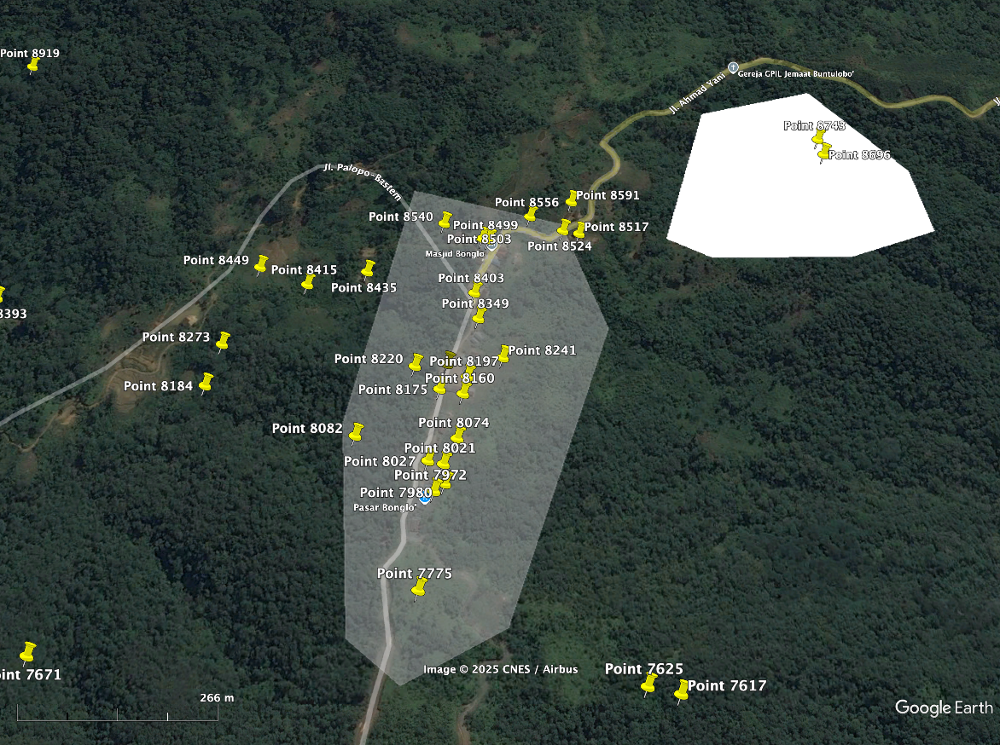 Point 8919
Gereja GPIL Jemaat Buntulobo'
Jl. Ahmad Yani
Point 8743
Point 8696
Jl. Palopo-Bastem
Point 8591
Point 8556
Point 8540
Point 8499
Point 8517
Point 8503
Point 8524
Masjid Bonglo
Point 8449
Point 8415
Point 8403
Point 8435
Point 8349
8393
Point 8273
Point 8241
Point 8220
Point 8197
Point 8160
Point 8184
Point 8175
Point 8074
Point 8082
Point 8021
Point 8027
Point 7972
Point 7980
Pasar Bonglo'
Point 7775
Image © 2025 CNES / Airbus
Point 7625
oint 7671
Point 7617
266 m
Google Earth